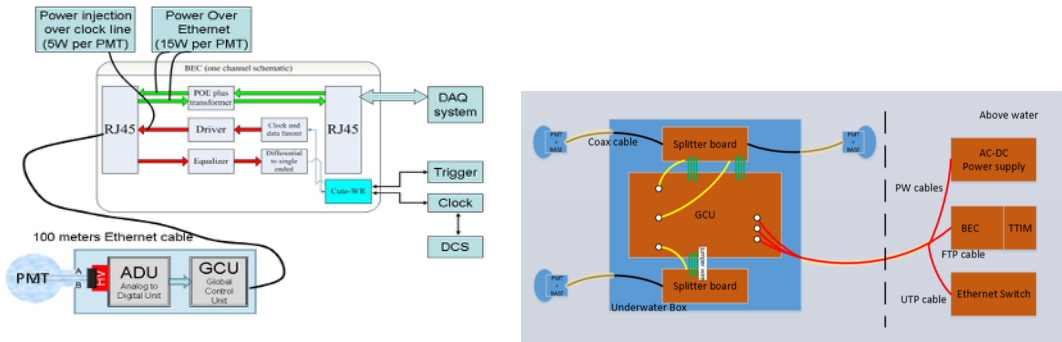 Power injection
over clock line
(5W per PMT)
Power Over
Ethernet
(15W per PMT)
BEC (one channel schematic)
RJ45
POE plus
transformer
RJ45
DAQ
system
Driver
Clock and
data fanout
Equalizer
Differential to
single
ended
Cute-WR
Trigger
Clock
DCS
100 meters Ethernet cable
PMT
A
B
HV
ADU
Analog to
Digital Unit
GCU
Global
Control
Unit
PMT
+
BASE
Coax cable
Splitter board
PMT
+
BASE
Above water
AC-DC
Power supply
PW cables
GCU
BEC
TTIM
FTP cable
jumper wire
PMT
+
BASE
Splitter board
UTP cable
Ethernet Switch
Underwater Box